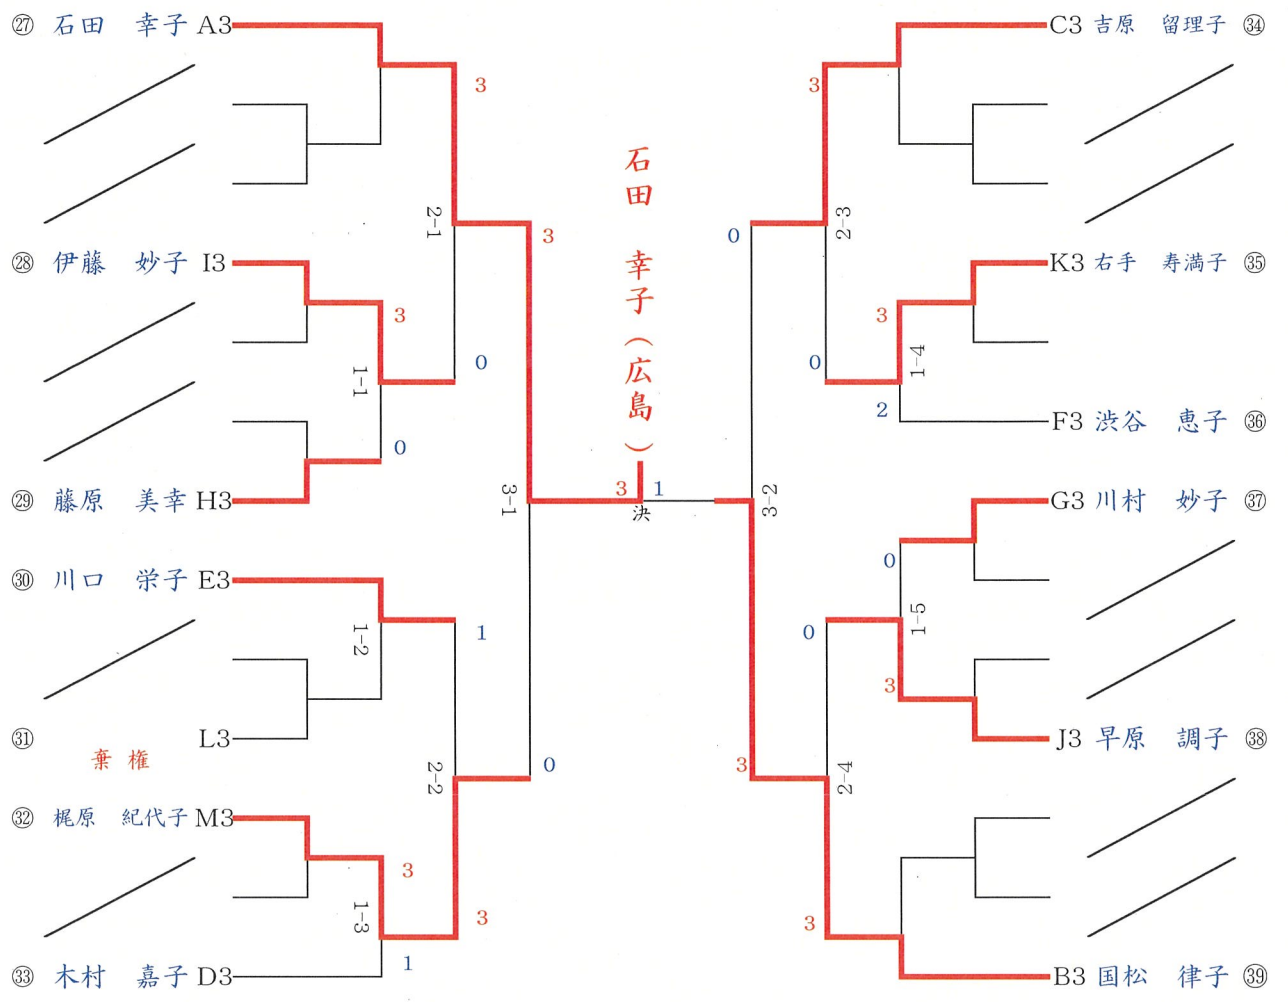 ㉗ 石田 幸子 A3
3
2-1
3
㉘ 伊藤 妙子 I3
3
1-1
0
0
㉙ 藤原 美幸 H3
3-1
㉚ 川口 栄子 E3
1-2
1
㉛ 棄権 L3
2-2
0
㉜ 梶原 紀代子 M3
3
1-3
3
㉝ 木村 嘉子 D3
1
石田 幸子(広島)
3 1
決
C3 吉原 留理子 ㉞
3
0
2-3
K3 右手 寿満子 ㉟
3
1-4
0
2
F3 渋谷 恵子 ㊱
3-2
G3 川村 妙子 ㊲
0
1-5
0
3
J3 早原 調子 ㊳
3
2-4
3
B3 国松 律子 ㊴